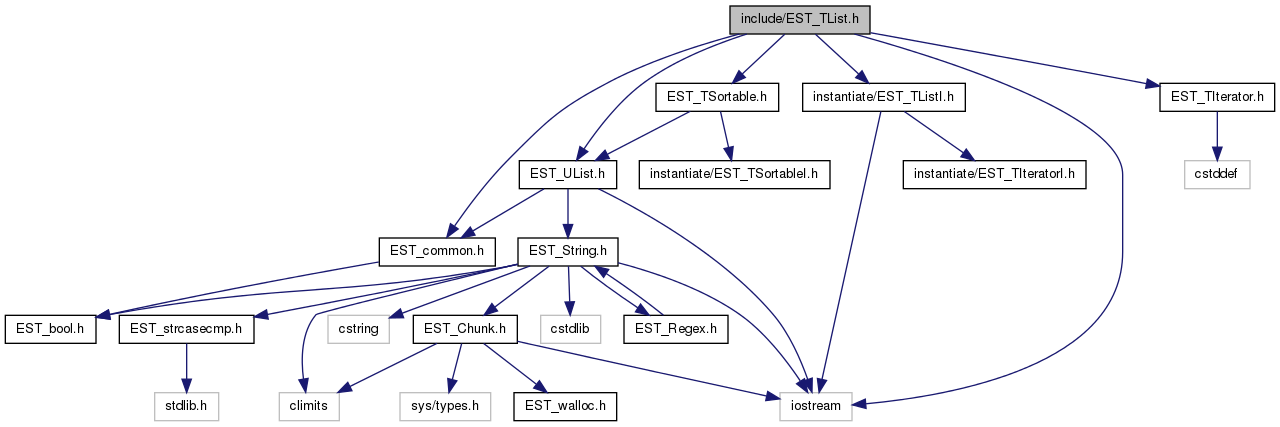 include/EST_TList.h
EST_TSortable.h
instantiate/EST_TListI.h
EST_TIterator.h
EST_UList.h
instantiate/EST_TSortableI.h
instantiate/EST_TIteratorI.h
cstddef
EST_common.h
EST_String.h
EST_bool.h
EST_strcasecmp.h
cstring
EST_Chunk.h
cstdlib
EST_Regex.h
stdlib.h
climits
sys/types.h
EST_walloc.h
iostream